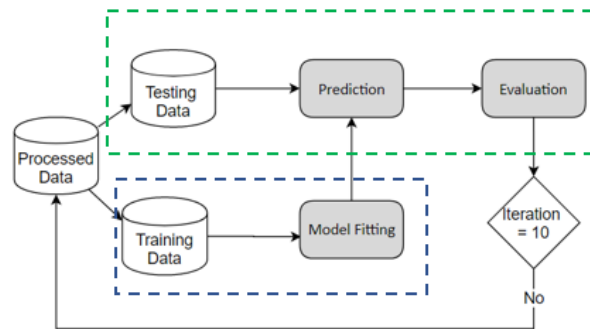 Testing
Data
Prediction
Evaluation
Processed
Data
Training
Data
Model Fitting
Iteration
= 10
No